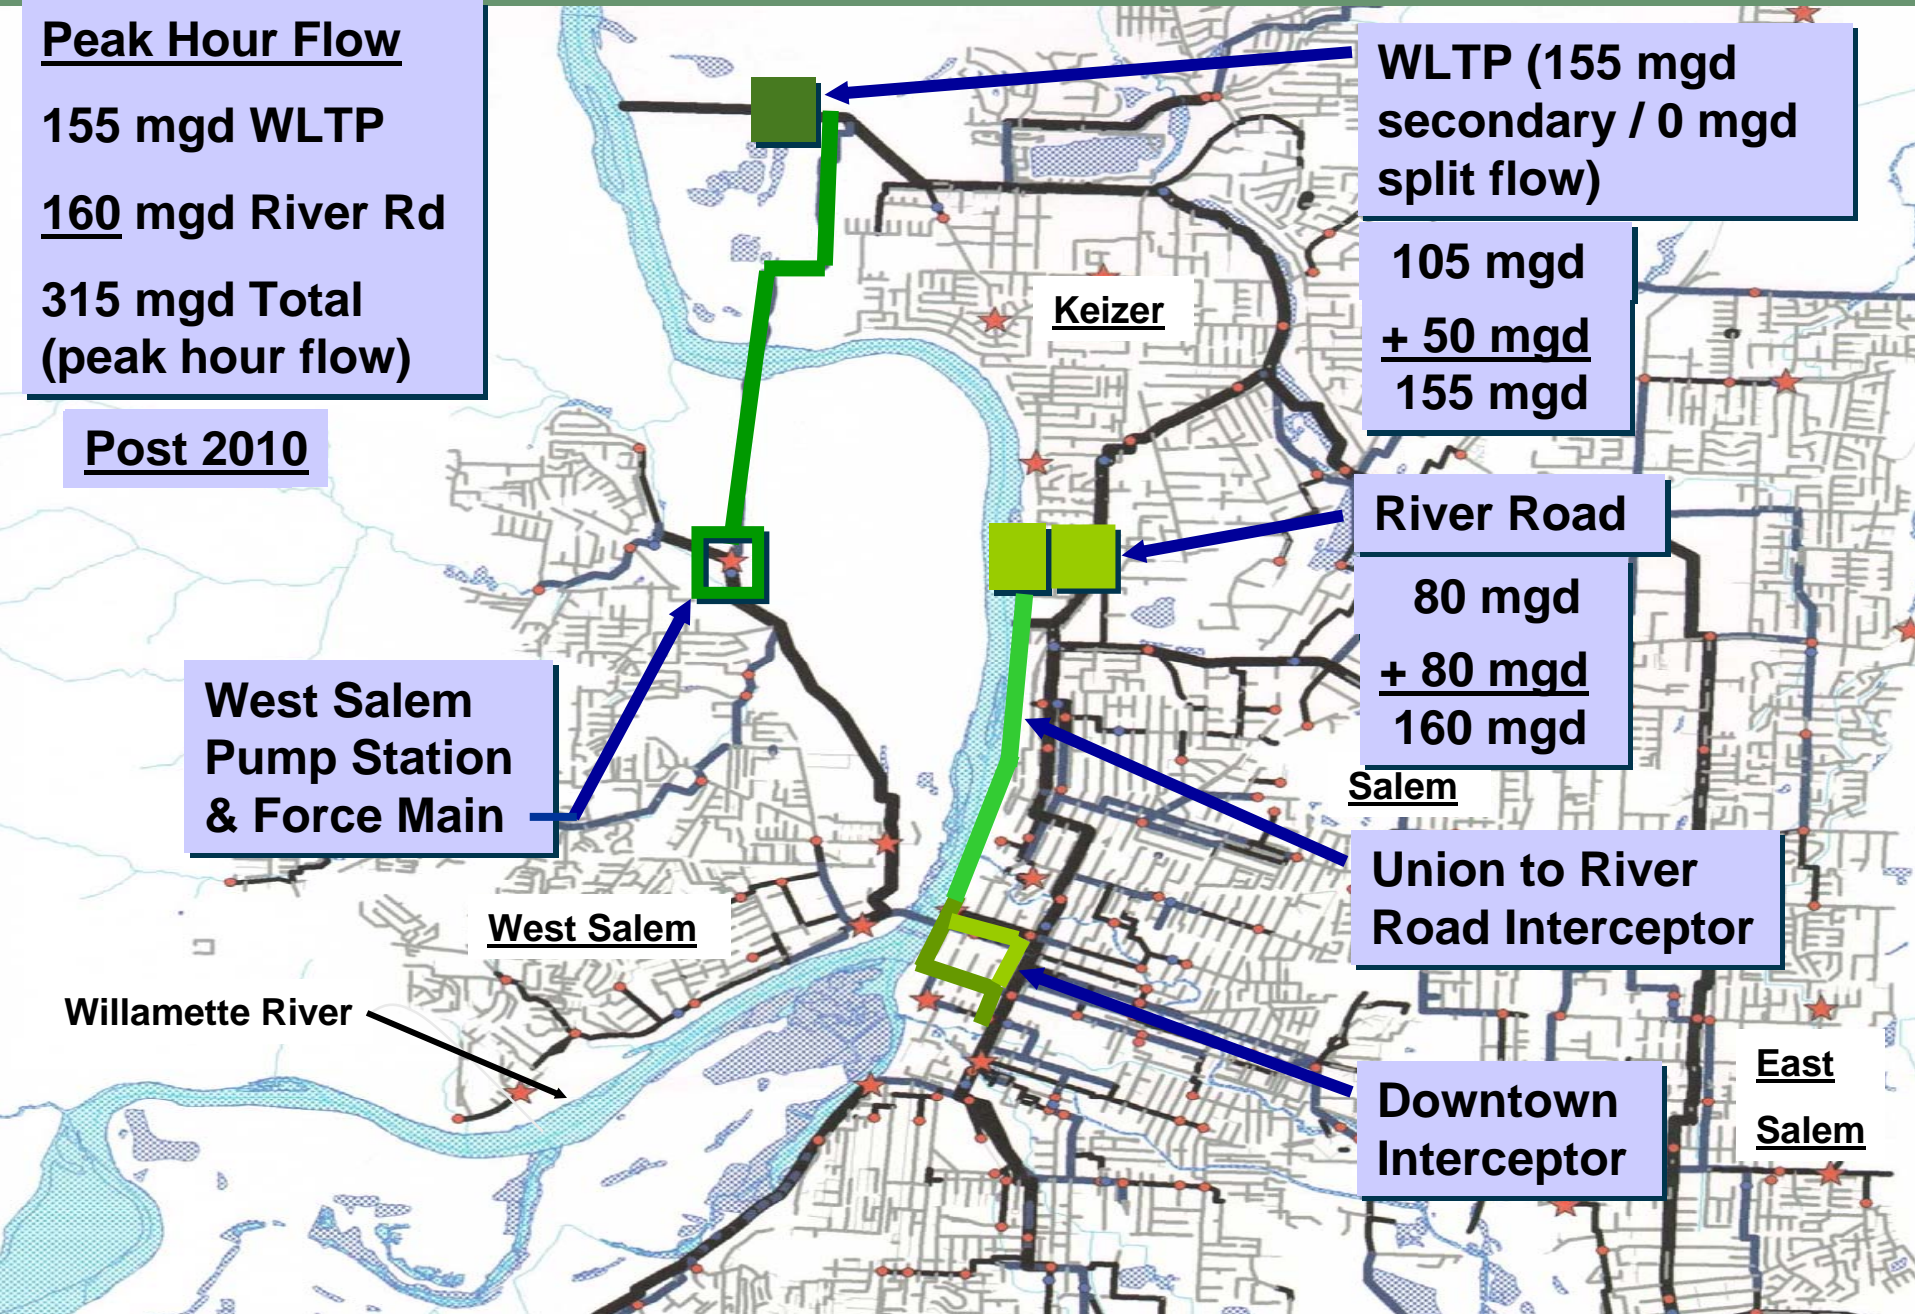 Peak Hour Flow
155 mgd WLTP
160 mgd River Rd
315 mgd Total
(peak hour flow)
Post 2010
WLTP (155 mgd
secondary / 0 mgd
split flow)
105 mgd
+ 50 mgd
155 mgd
Keizer
River Road
80 mgd
+ 80 mgd
160 mgd
Salem
West Salem
Pump Station
& Force Main
Union to River
Road Interceptor
West Salem
Willamette River
Downtown
Interceptor
East
Salem